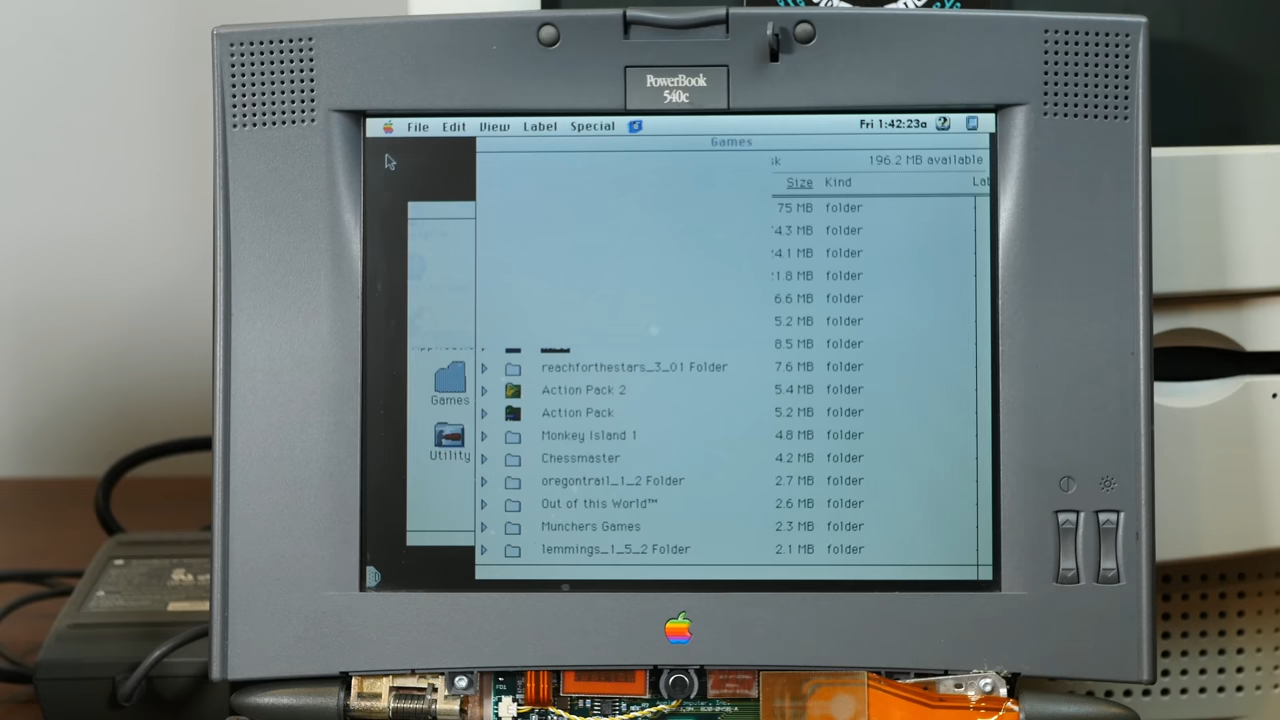 PowerBook
540c
File Edit View Label Special Fri 1:42:23a
Games
196.2 MB available
Size Kind
75 MB folder
4.3 MB folder
4.1 MB folder
1.8 MB folder
6.6 MB folder
5.2 MB folder
8.5 MB folder
reachforthestars_3_01 Folder 7.6 MB folder
Action Pack 2 5.4 MB folder
Games
Action Pack 5.2 MB folder
Monkey Island 1 4.8 MB folder
Utility
Chessmaster 4.2 MB folder
oregontrail_1_2 Folder 2.7 MB folder
Out of this World™ 2.6 MB folder
Munchers Games 2.3 MB folder
lemmings_1_5_2 Folder 2.1 MB folder